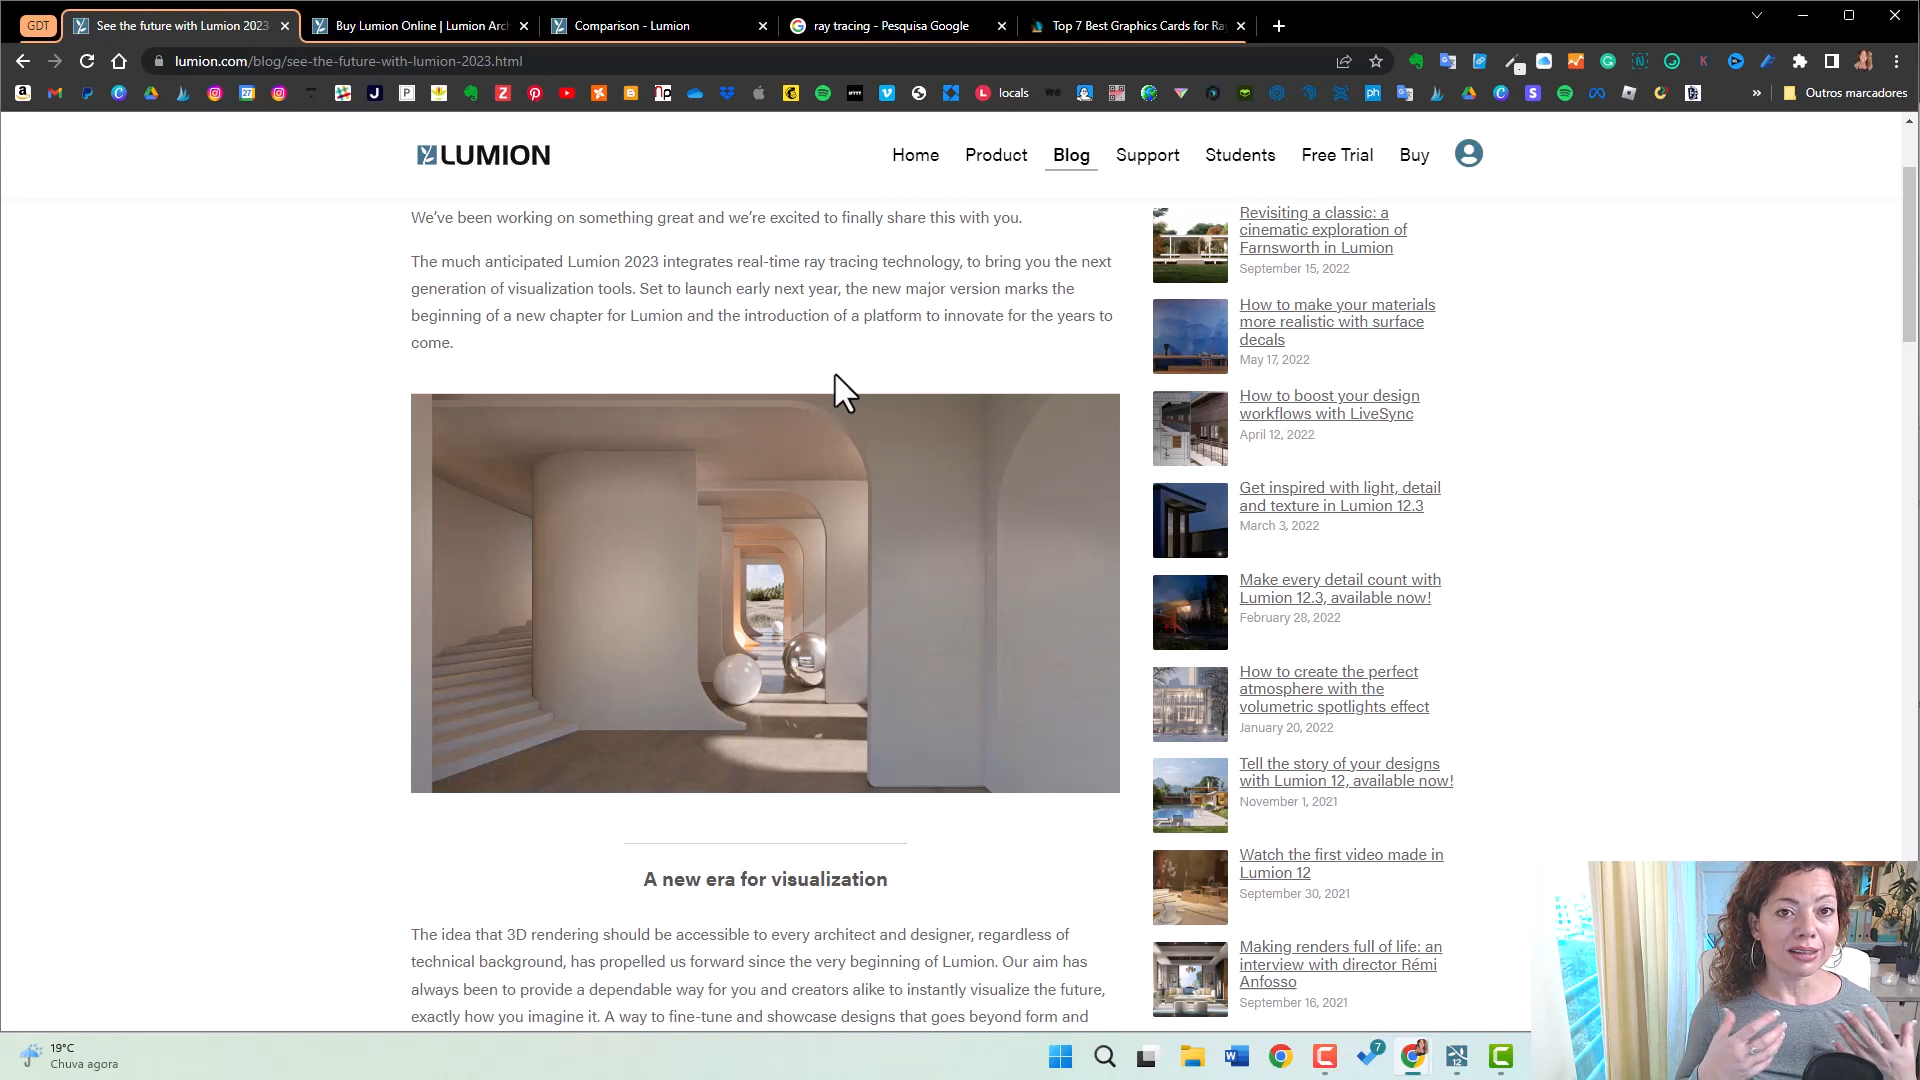 GDT
See the future with Lumion 2023
Buy Lumion Online | Lumion Arc
Comparison - Lumion
ray tracing - Pesquisa Google
Top 7 Best Graphics Cards for Ra
lumion.com/blog/see-the-future-with-lumion-2023.html
locals
Outros marcadores
LUMION
Home
Product
Blog
Support
Students
Free Trial
Buy
We've been working on something great and we're excited to finally share this with you.
The much anticipated Lumion 2023 integrates real-time ray tracing technology, to bring you the next
generation of visualization tools. Set to launch early next year, the new major version marks the
beginning of a new chapter for Lumion and the introduction of a platform to innovate for the years to
come.
A new era for visualization
The idea that 3D rendering should be accessible to every architect and designer, regardless of
technical background, has propelled us forward since the very beginning of Lumion. Our aim has
always been to provide a dependable way for you and creators alike to instantly visualize the future,
exactly how you imagine it. A way to fine-tune and showcase designs that goes beyond form and
Revisiting a classic: a
cinematic exploration of
Farnsworth in Lumion
September 15, 2022
How to make your materials
more realistic with surface
decals
May 17, 2022
How to boost your design
workflows with LiveSync
April 12, 2022
Get inspired with light, detail
and texture in Lumion 12.3
March 3, 2022
Make every detail count with
Lumion 12.3, available now!
February 28, 2022
How to create the perfect
atmosphere with the
volumetric spotlights effect
January 20, 2022
Tell the story of your designs
with Lumion 12, available now!
November 1, 2021
Watch the first video made in
Lumion 12
September 30, 2021
Making renders full of life: an
interview with director Rémi
Anfosso
September 16, 2021
19°C
Chuva agora
7
12